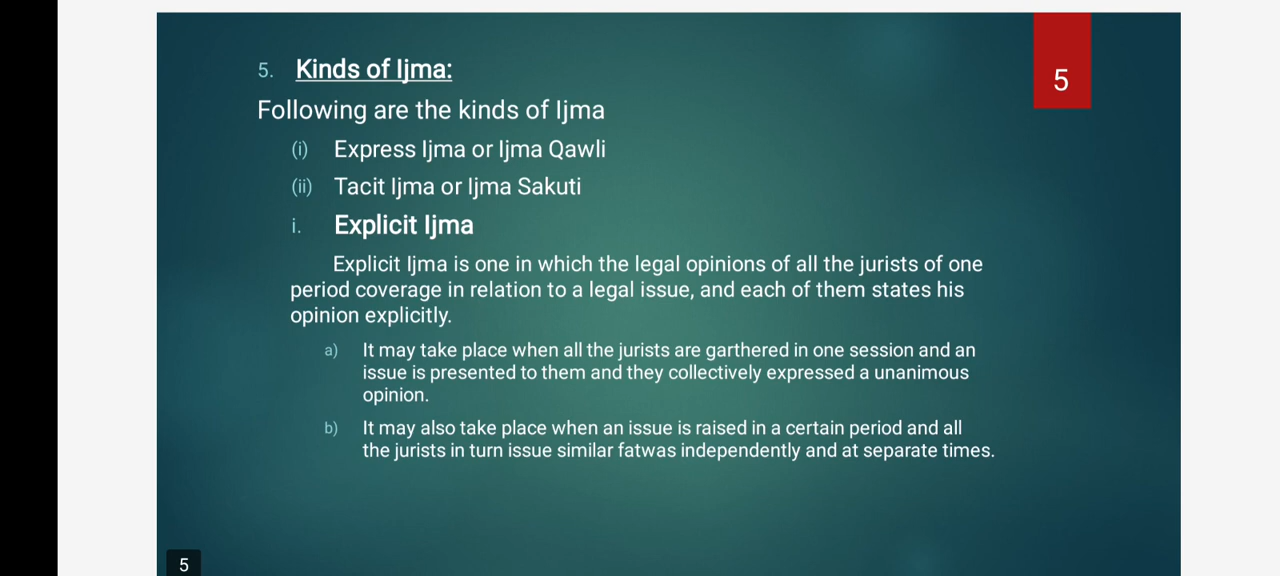 5. Kinds of Ijma:
5
Following are the kinds of Ijma
(i) Express Ijma or Ijma Qawli
(ii) Tacit Ijma or Ijma Sakuti
i. Explicit Ijma
Explicit Ijma is one in which the legal opinions of all the jurists of one
period coverage in relation to a legal issue, and each of them states his
opinion explicitly.
a) It may take place when all the jurists are garthered in one session and an
issue is presented to them and they collectively expressed a unanimous
opinion.
b) It may also take place when an issue is raised in a certain period and all
the jurists in turn issue similar fatwas independently and at separate times.
5